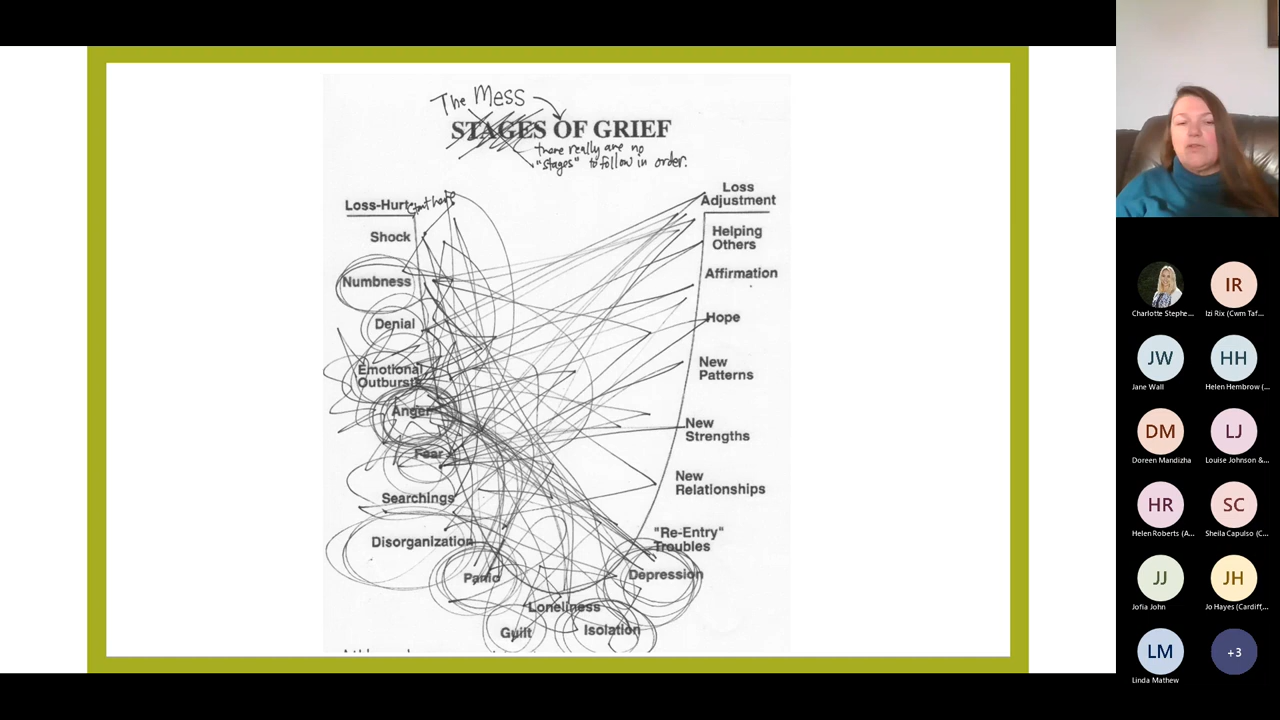 The Mess
STAGES OF GRIEF
there really are no
"stages" to follow in order.
Loss-Hurt
Start here
Shock
Numbness
Denial
Emotional
Outbursts
Anger
Fear
Searchings
Disorganization
Panic
Guilt
Loneliness
Isolation
Depression
"Re-Entry"
Troubles
New
Relationships
New
Strengths
New
Patterns
Hope
Affirmation
Helping
Others
Loss
Adjustment
Charlotte Stephe...
IR
Izi Rix (Cwm Taf...
JW
Jane Wall
HH
Helen Hembrow (...
DM
Doreen Mandizha
LJ
Louise Johnson &...
HR
Helen Roberts (A...
SC
Sheila Capulso (C...
JJ
Jofia John
JH
Jo Hayes (Cardiff,...
LM
Linda Mathew
+3